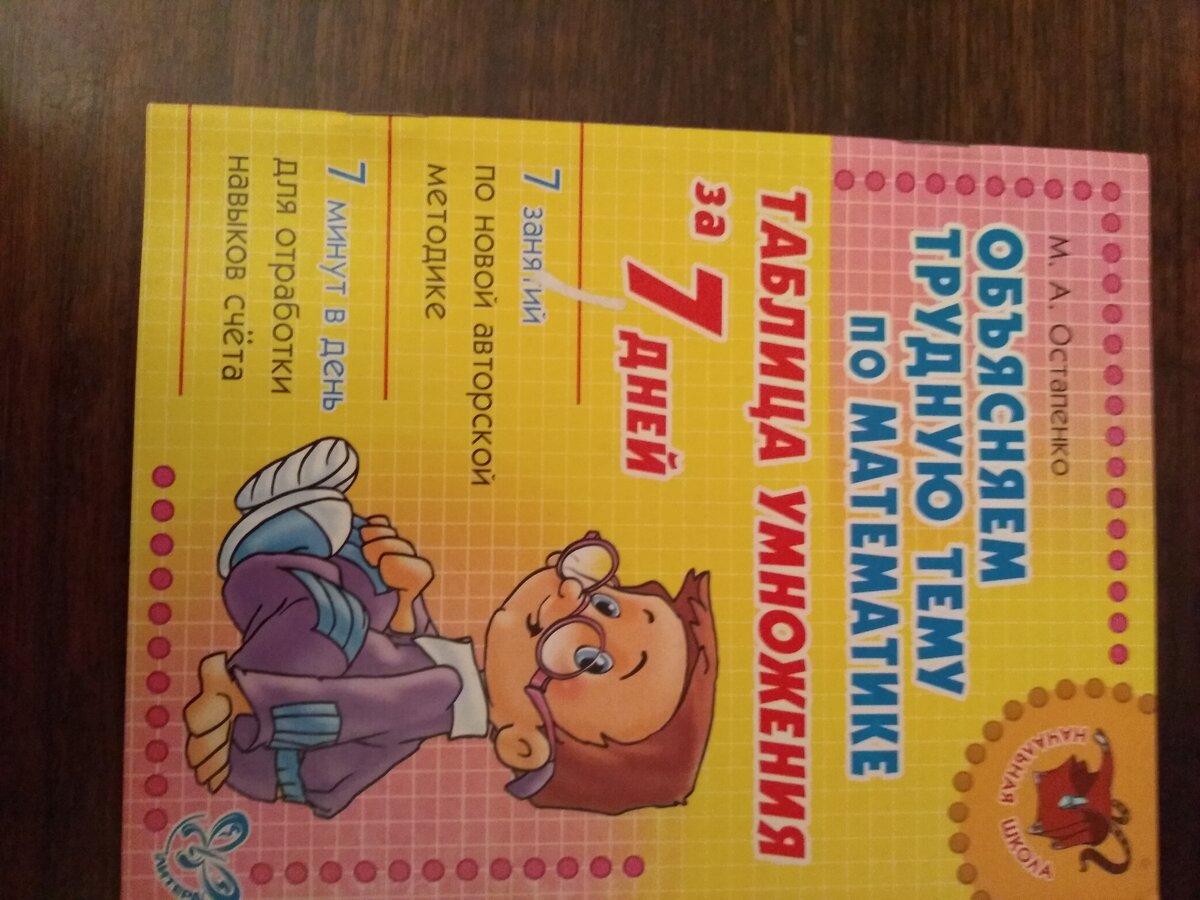 М. А. Остапенко
ОБЪЯСНЯЕМ
ТРУДНУЮ ТЕМУ
ПО МАТЕМАТИКЕ
НАЧАЛЬНАЯ ШКОЛА
ТАБЛИЦА УМНОЖЕНИЯ
за 7 дней
7 занятий
по новой авторской
методике
7 минут в день
для отработки
навыков счёта
ЛИТЕРА